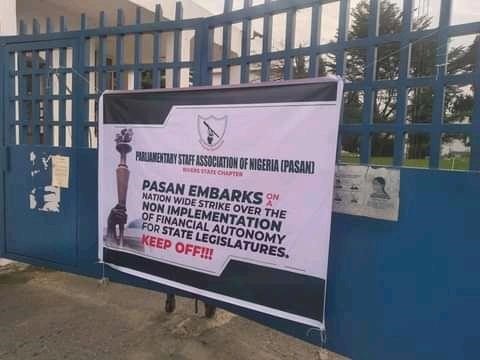 PARLIAMENTARY STAFF ASSOCIATION OF NIGERIA (PASAN)
RIVERS STATE CHAPTER
PASAN EMBARKS ON A
NATION WIDE STRIKE OVER THE
NON IMPLEMENTATION
OF FINANCIAL AUTONOMY
FOR STATE LEGISLATURES.
KEEP OFF!!!